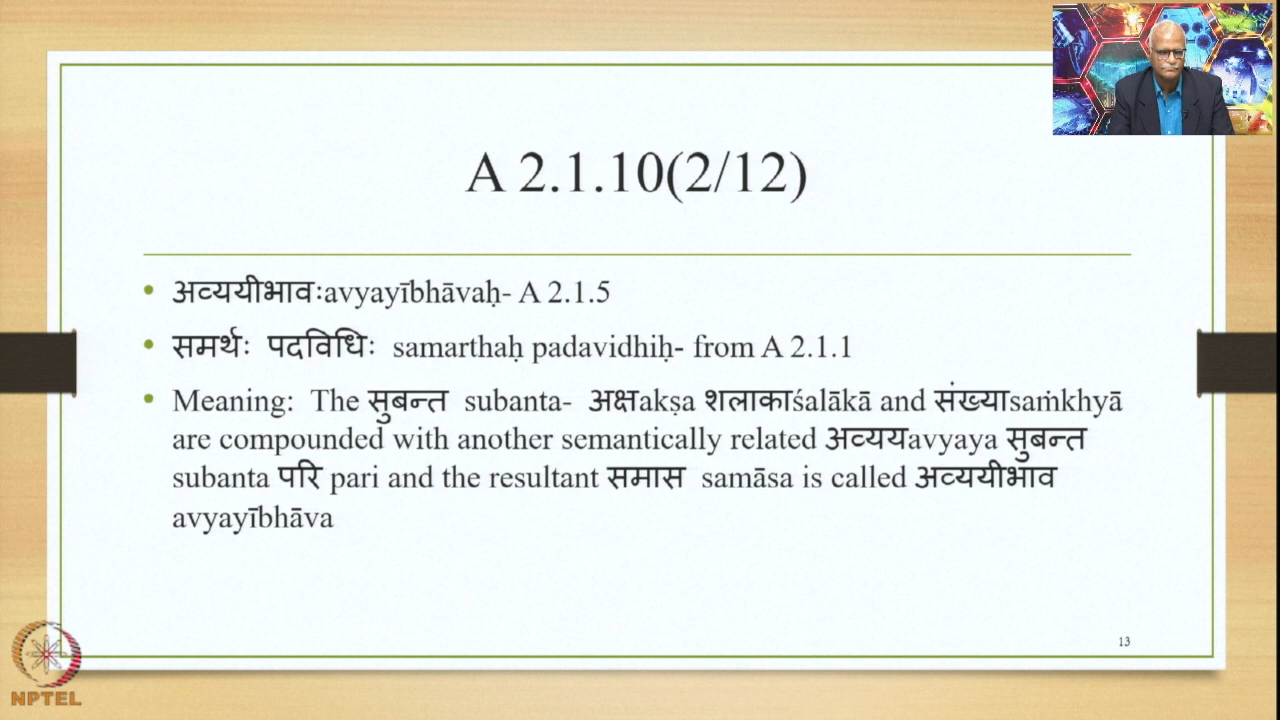 A 2.1.10(2/12)
अव्ययीभावःavyayībhāvaḥ- A 2.1.5
समर्थः पदविधिः samarthaḥ padavidhiḥ- from A 2.1.1
Meaning: The सुबन्त subanta- अक्षakṣa शलाकाśalākā and संख्याsaṁkhyā
are compounded with another semantically related अव्ययavyaya सुबन्त
subanta परि pari and the resultant समास samāsa is called अव्ययीभाव
avyayībhāva
13
NPTEL